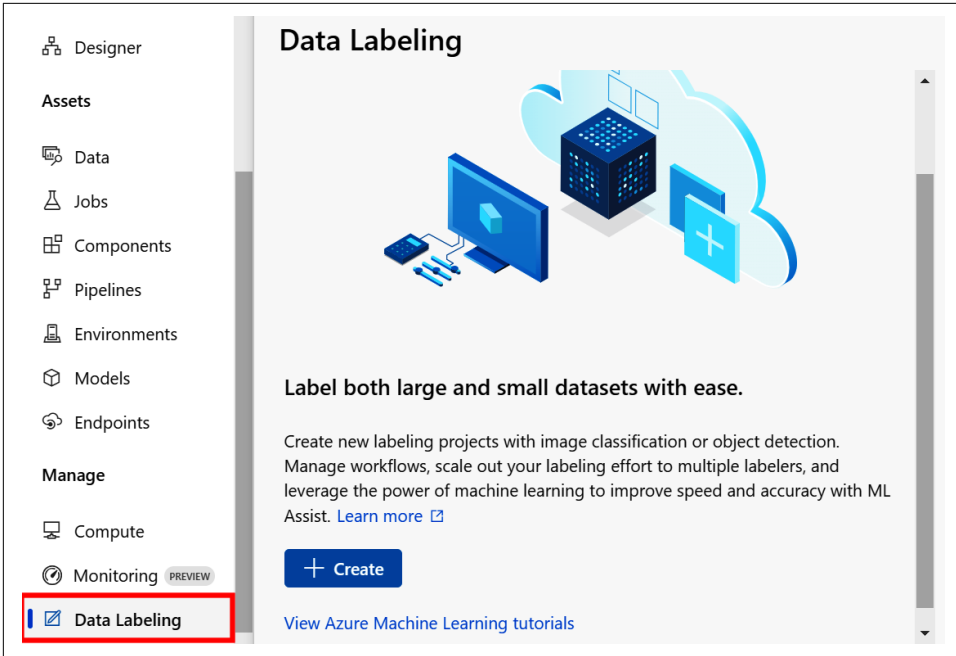 Designer
Assets
Data
Jobs
Components
Pipelines
Environments
Models
Endpoints
Manage
Compute
Monitoring PREVIEW
Data Labeling
Data Labeling
Label both large and small datasets with ease.
Create new labeling projects with image classification or object detection.
Manage workflows, scale out your labeling effort to multiple labelers, and
leverage the power of machine learning to improve speed and accuracy with ML
Assist. Learn more
Create
View Azure Machine Learning tutorials